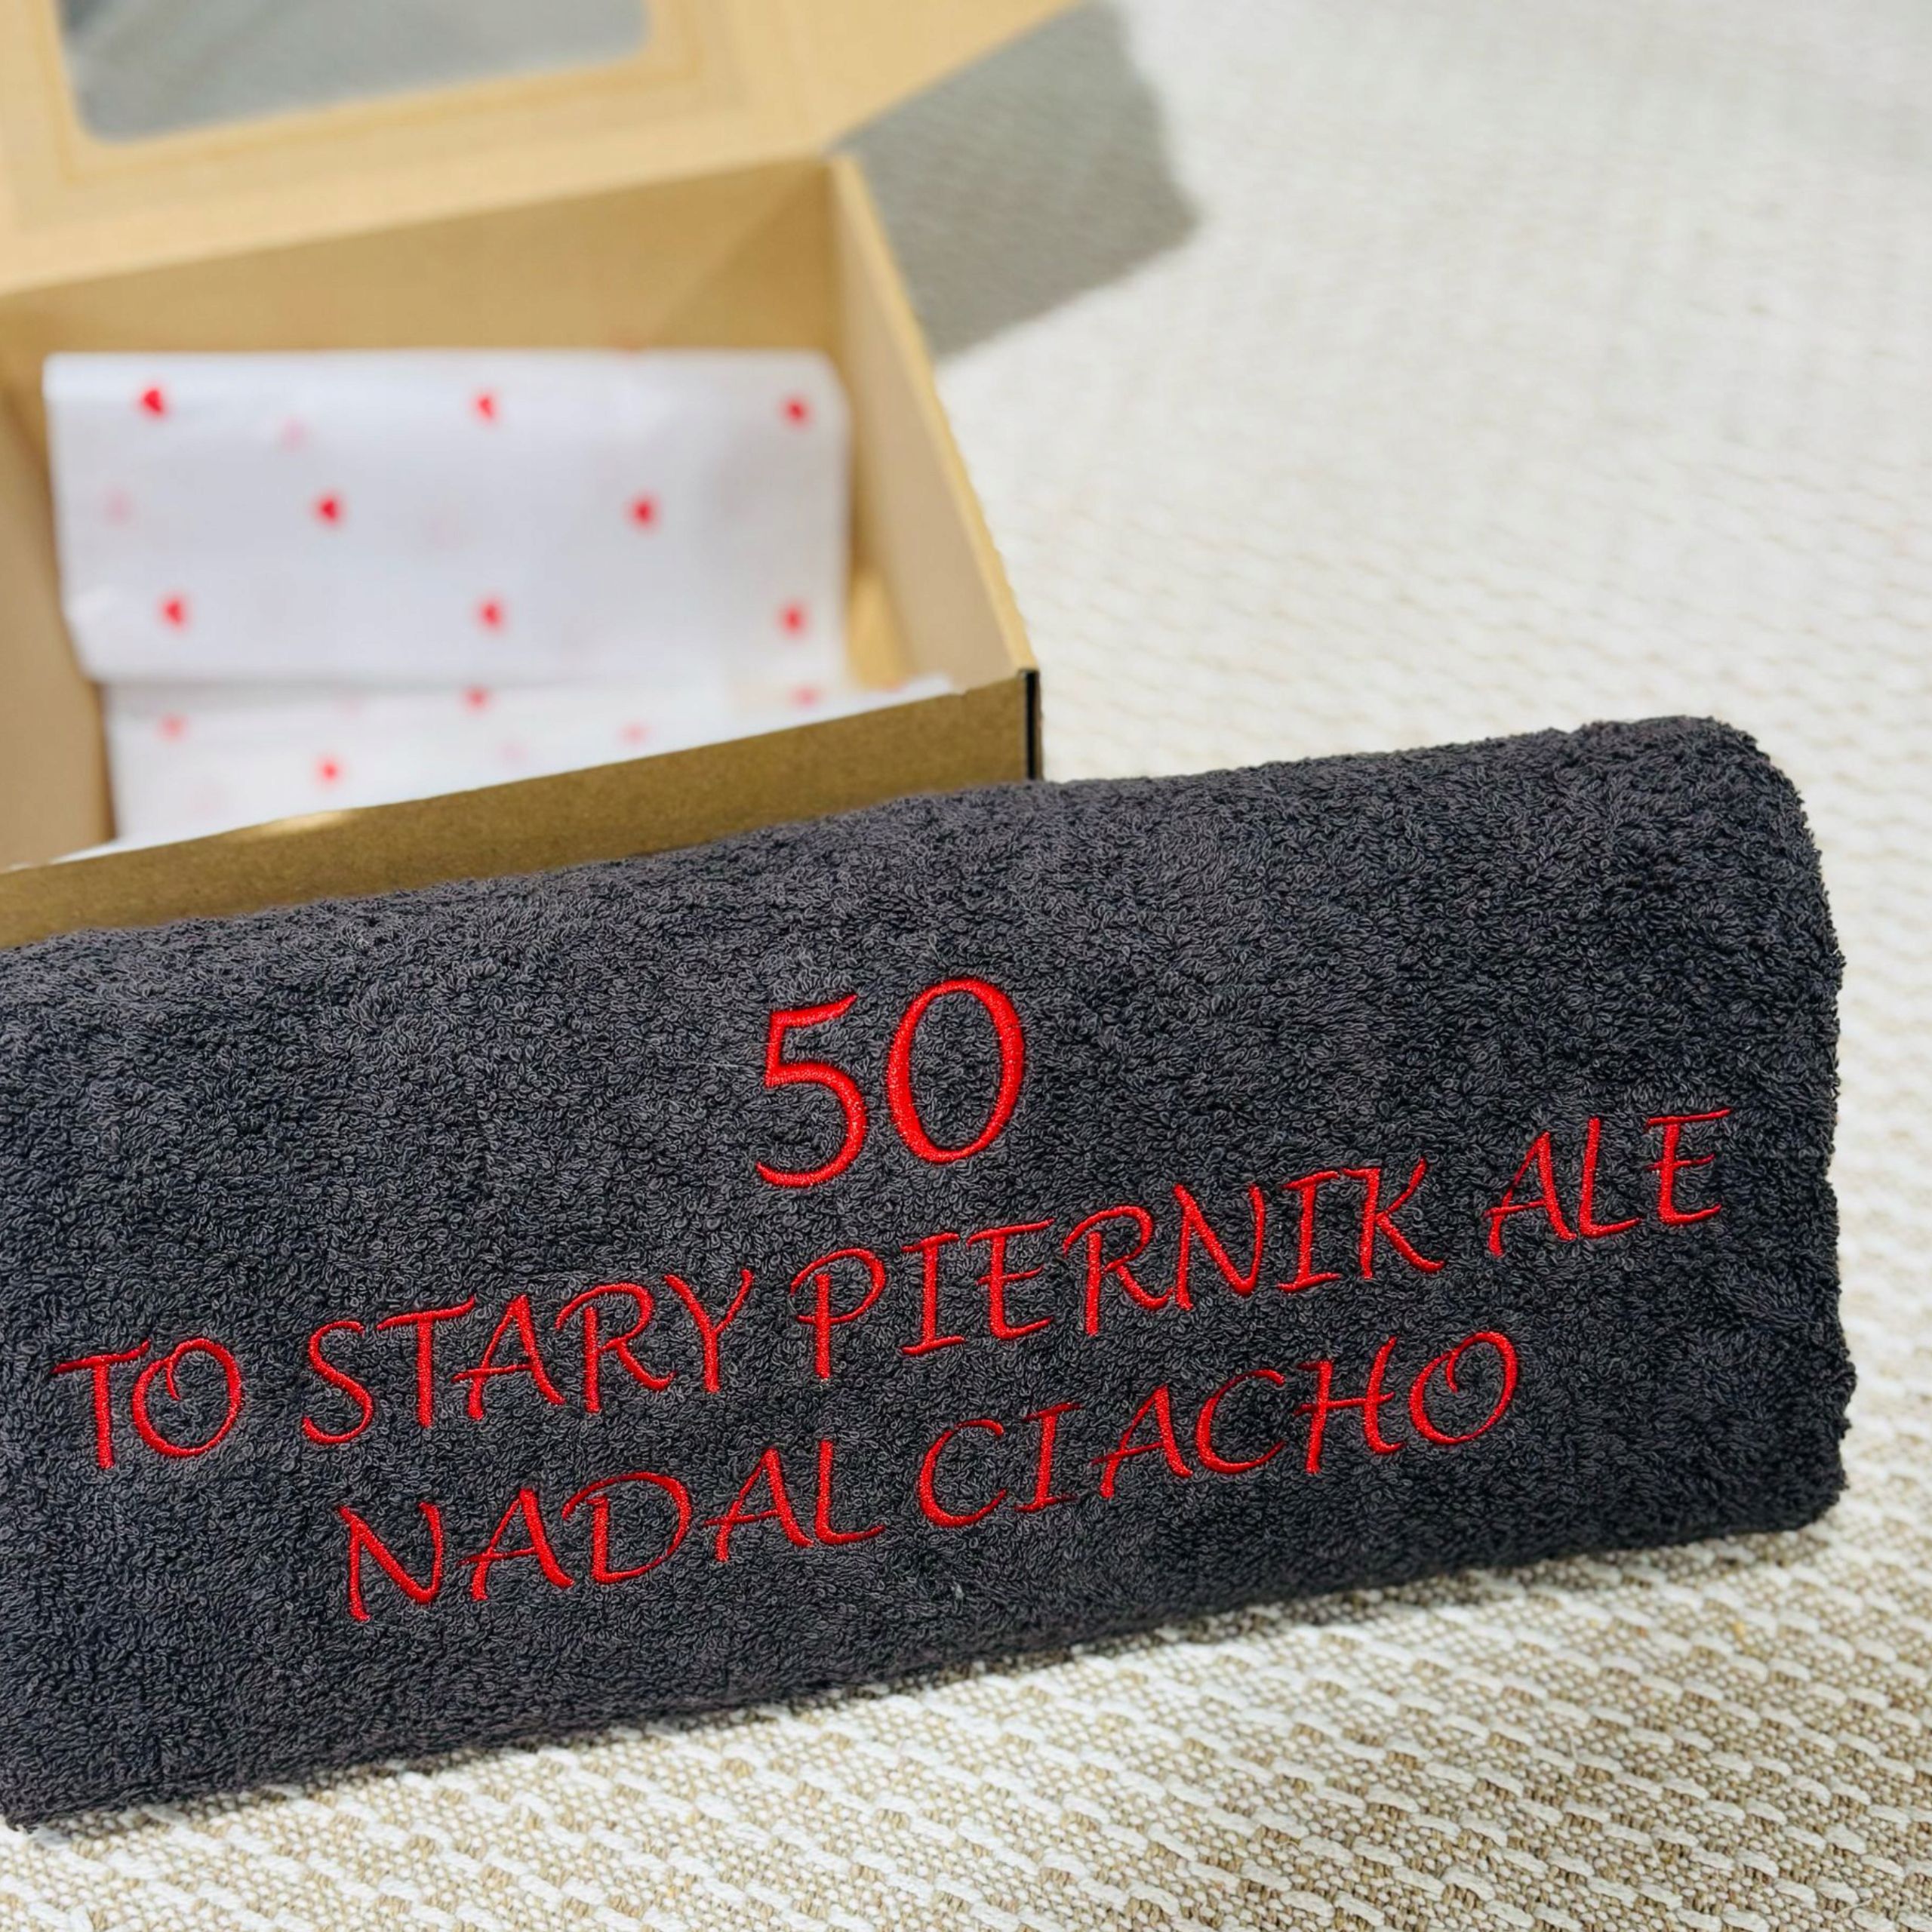 50
TO STARY PIERNIK ALE
NADAL CIACHO